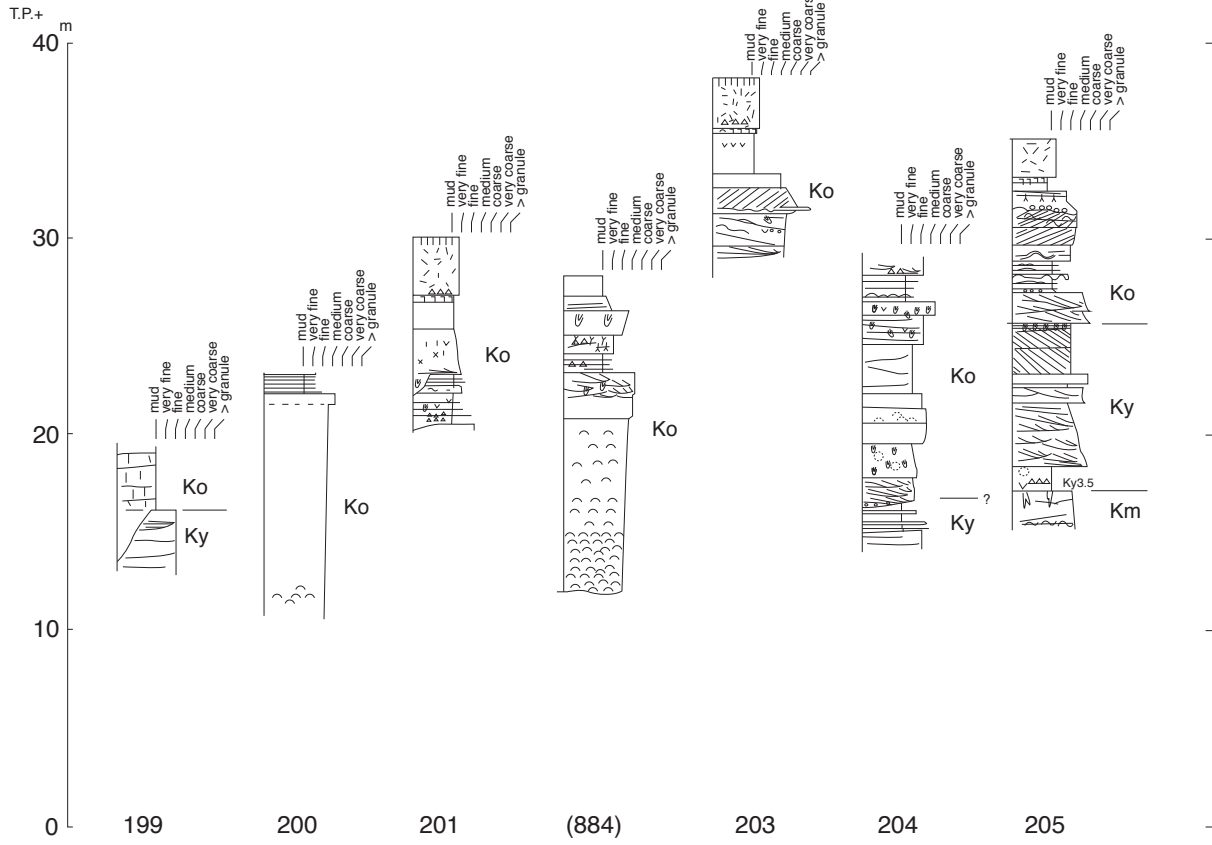 T.P.+
m
40
30
20
10
0
mud
very fine
fine
medium
coarse
very coarse
> granule
Ko
Ky
199
mud
very fine
fine
medium
coarse
very coarse
> granule
Ko
200
mud
very fine
fine
medium
coarse
very coarse
> granule
Ko
201
mud
very fine
fine
medium
coarse
very coarse
> granule
Ko
(884)
mud
very fine
fine
medium
coarse
very coarse
> granule
Ko
203
mud
very fine
fine
medium
coarse
very coarse
> granule
Ko
?
Ky
204
mud
very fine
fine
medium
coarse
very coarse
> granule
Ko
Ky
Ky3.5
Km
205